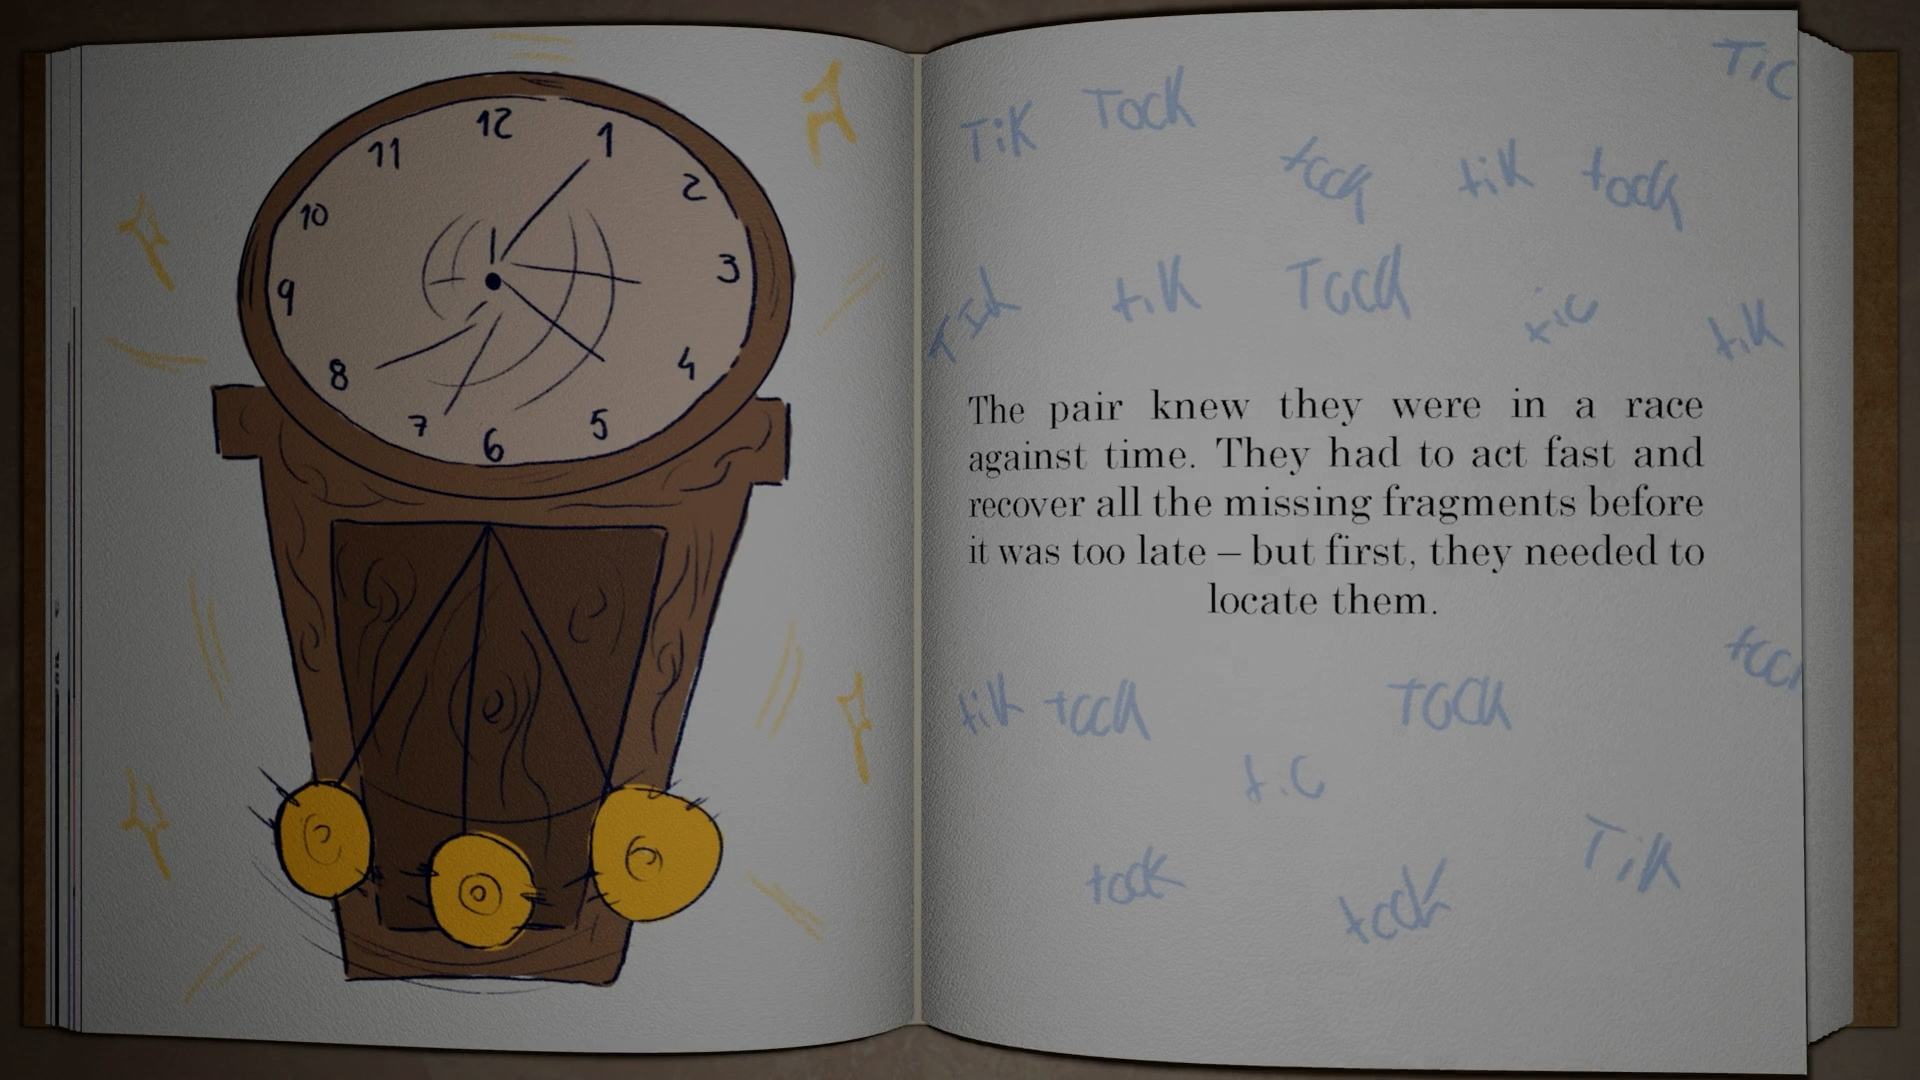 12
11
1
10
2
9
3
8
4
7
5
6
TiC
TiK Tock
tock tik tock
Tik tiK Tock tic tiK
The pair knew they were in a race
against time. They had to act fast and
recover all the missing fragments before
it was too late – but first, they needed to
locate them.
tik tock Tock
tic
tock tock Tik